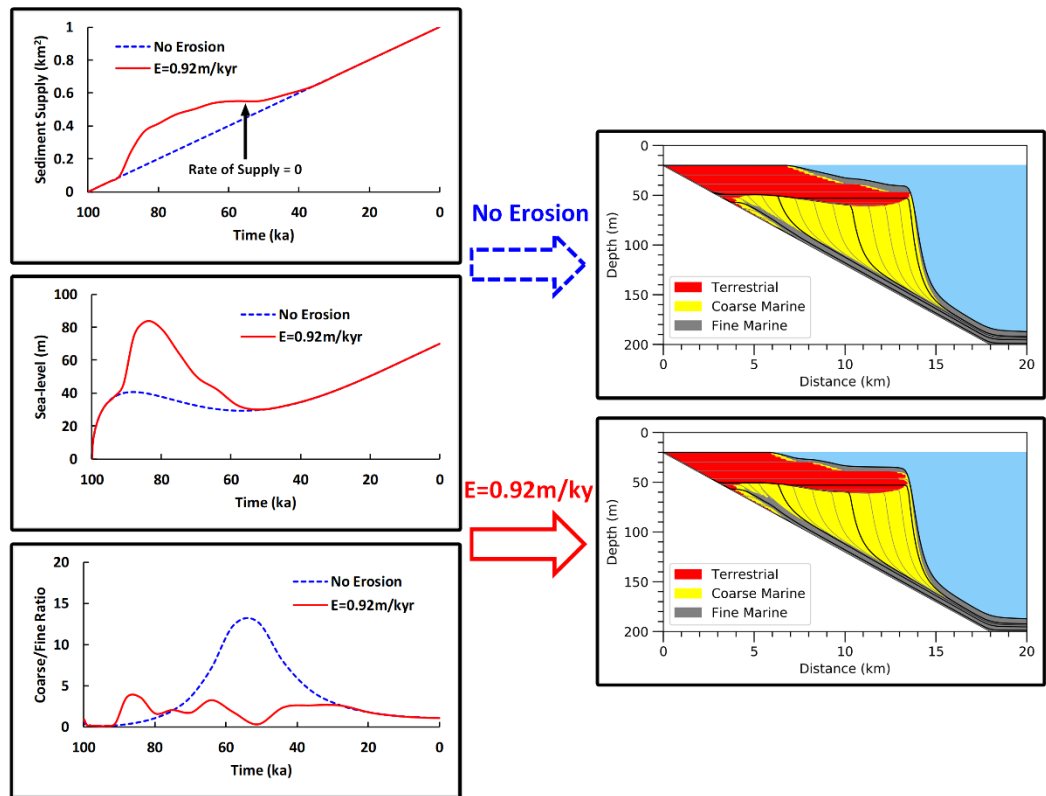 Sediment Supply (km²)
1
0.8
0.6
0.4
0.2
0
No Erosion
E=0.92m/kyr
Rate of Supply = 0
100
80
60
40
20
0
Time (ka)
Sea-level (m)
100
80
60
40
20
0
No Erosion
E=0.92m/kyr
100
80
60
40
20
0
Time (ka)
Coarse/Fine Ratio
20
15
10
5
0
No Erosion
E=0.92m/kyr
100
80
60
40
20
0
Time (ka)
No Erosion
E=0.92m/ky
Depth (m)
0
50
100
150
200
Terrestrial
Coarse Marine
Fine Marine
0
5
10
15
20
Distance (km)
Depth (m)
0
50
100
150
200
Terrestrial
Coarse Marine
Fine Marine
0
5
10
15
20
Distance (km)